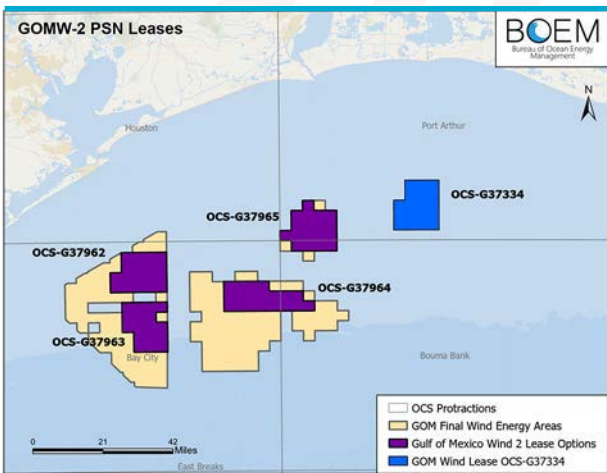 GOMW-2 PSN Leases
BOEM
Bureau of Ocean Energy
Management
N
Houston
Port Arthur
OCS-G37334
OCS-G37965
OCS-G37962
OCS-G37964
OCS-G37963
Bay City
Bouma Bank
OCS Protractions
GOM Final Wind Energy Areas
Gulf of Mexico Wind 2 Lease Options
GOM Wind Lease OCS-G37334
0 21 42
Miles
East Breaks